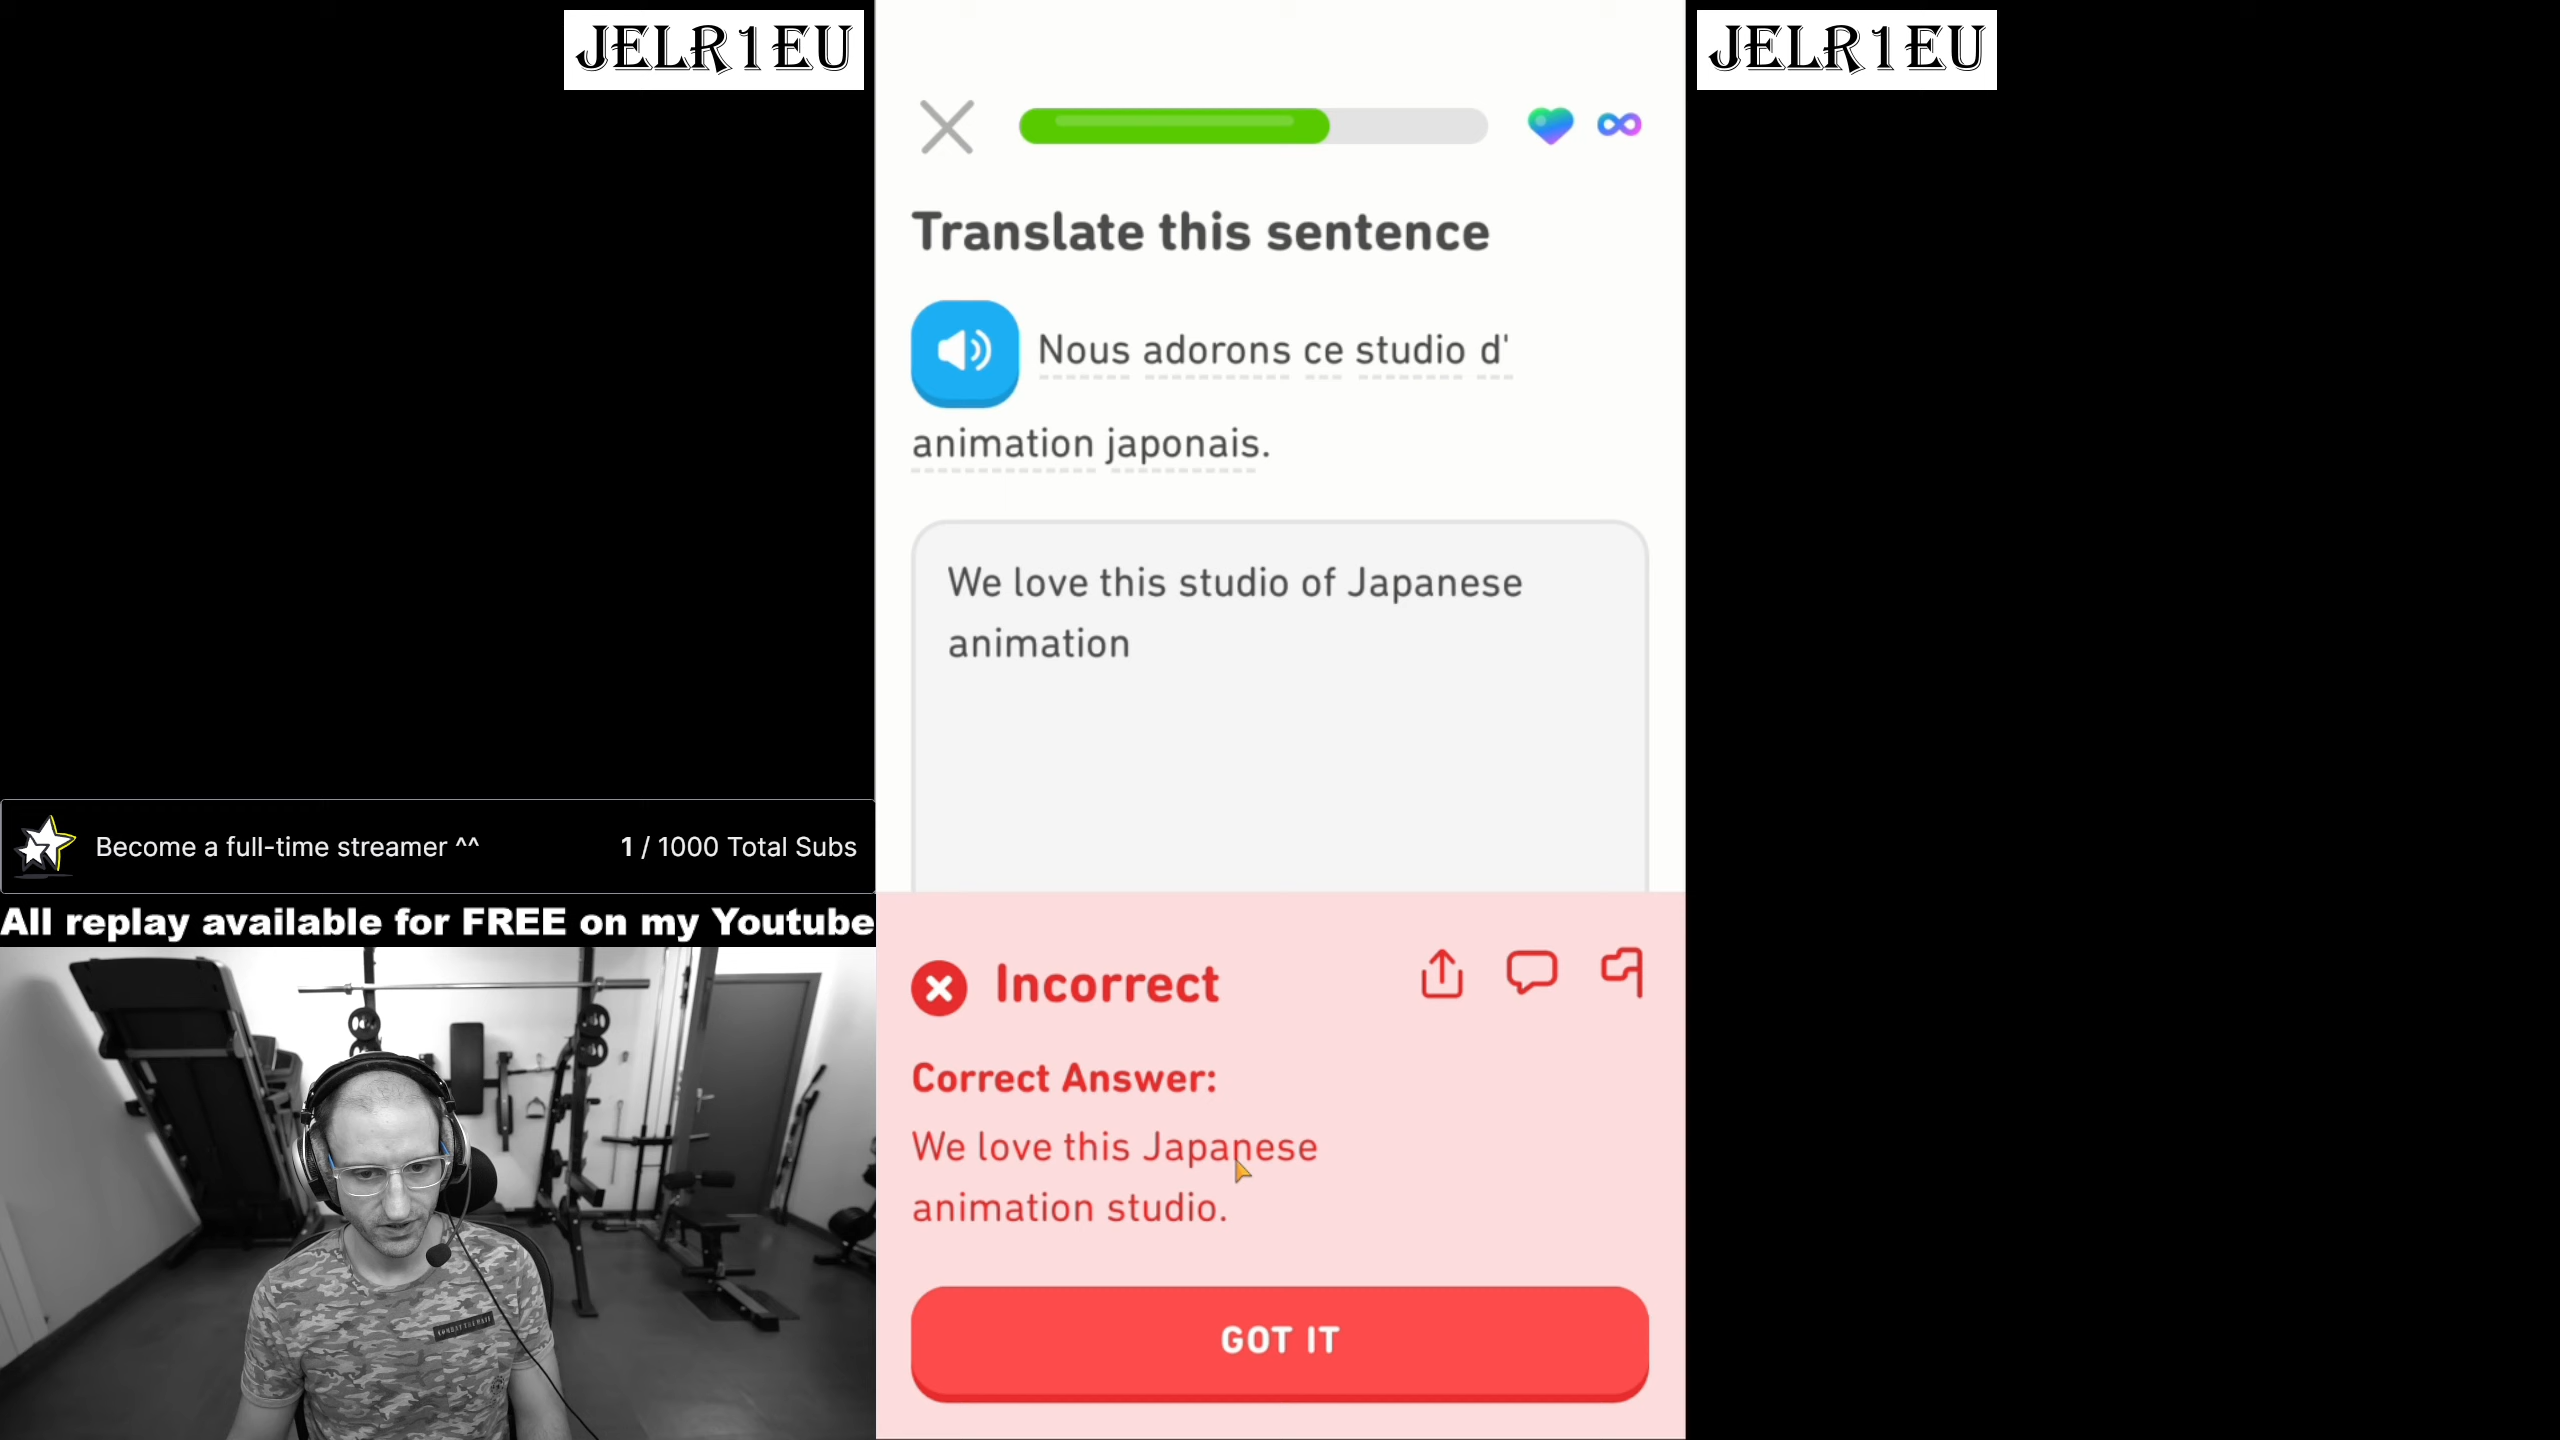 JELR1EU
JELR1EU
Translate this sentence
Nous adorons ce studio d'
animation japonais.
We love this studio of Japanese
animation
Become a full-time streamer ^^ 1 / 1000 Total Subs
All replay available for FREE on my Youtube
Incorrect
Correct Answer:
We love this Japanese
animation studio.
GOT IT